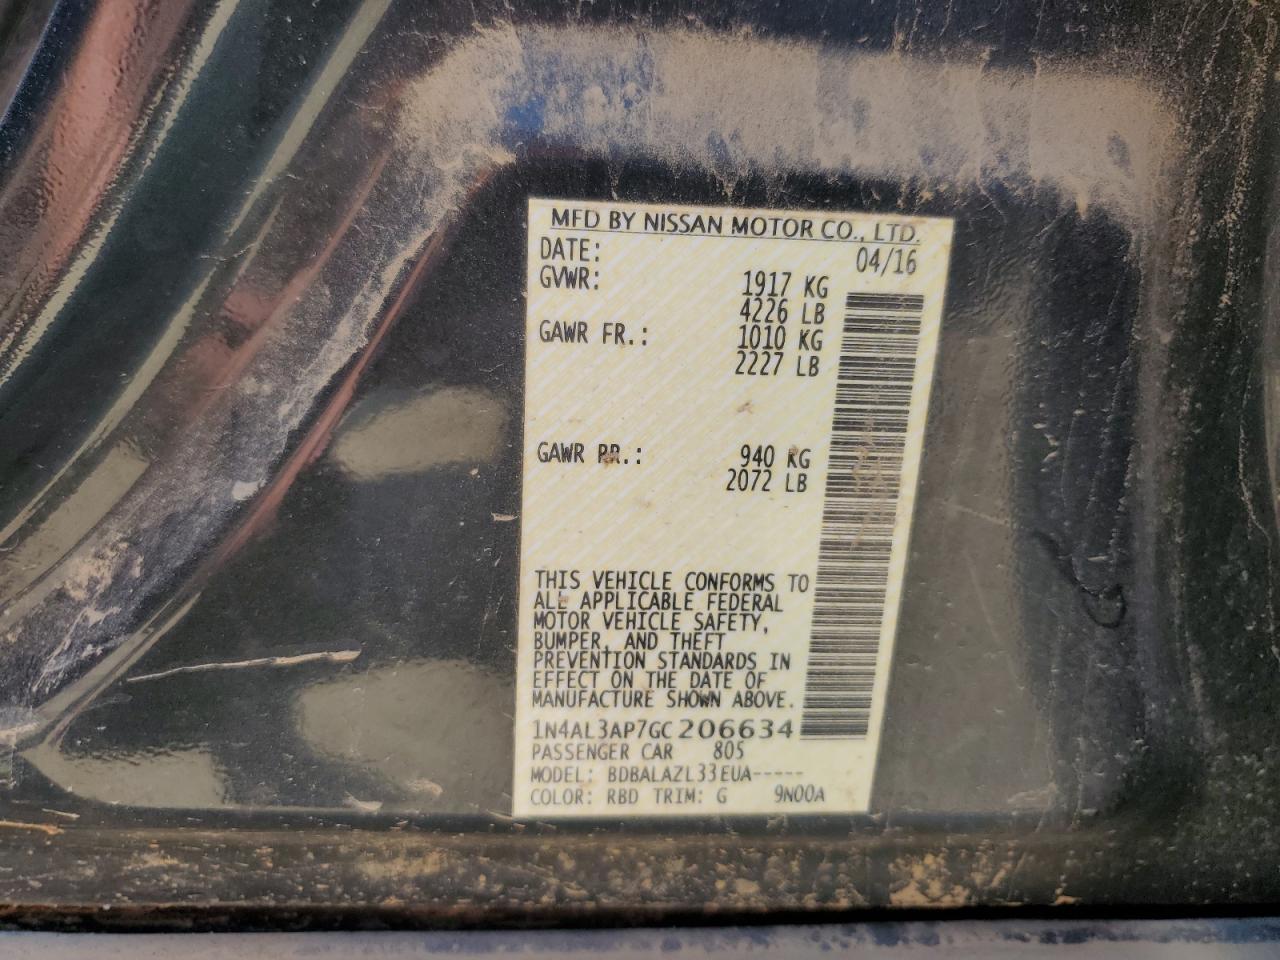 MFD BY NISSAN MOTOR CO., LTD.
DATE: 04/16
GVWR: 1917 KG
4226 LB
GAWR FR.: 1010 KG
2227 LB
GAWR RR.: 940 KG
2072 LB
THIS VEHICLE CONFORMS TO
ALL APPLICABLE FEDERAL
MOTOR VEHICLE SAFETY,
BUMPER, AND THEFT
PREVENTION STANDARDS IN
EFFECT ON THE DATE OF
MANUFACTURE SHOWN ABOVE.
1N4AL3AP7GC206634
PASSENGER CAR 805
MODEL: BDBALAZL33EUA-----
COLOR: RBD TRIM: G 9N00A